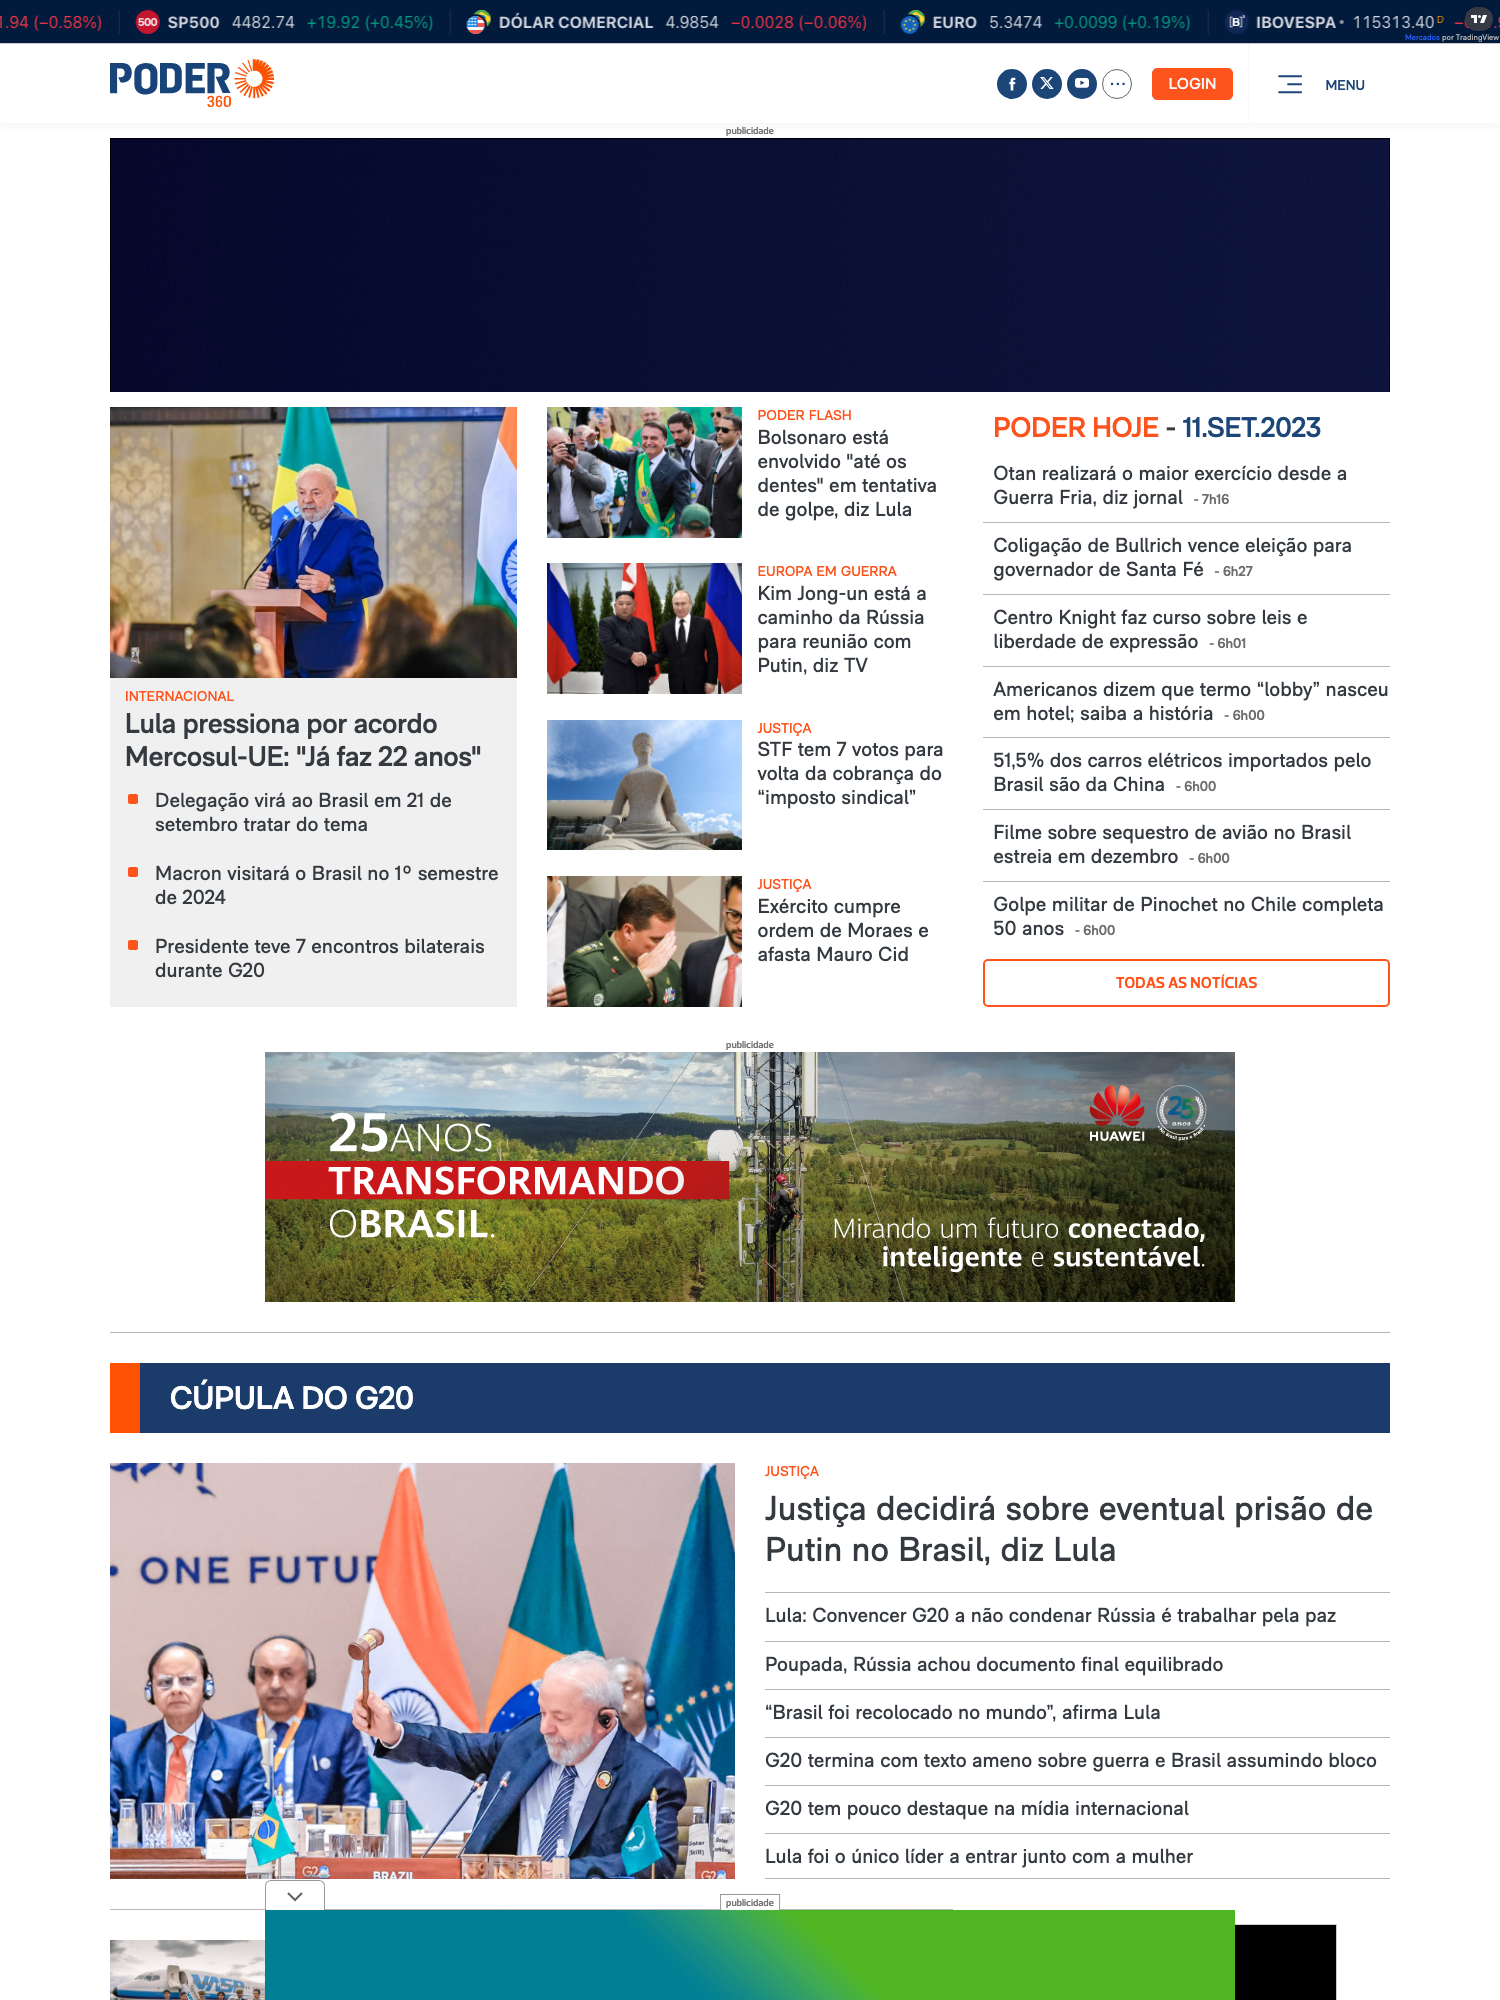 1.94 (−0.58%)
500 SP500 4482.74 +19.92 (+0.45%)
DÓLAR COMERCIAL 4.9854 −0.0028 (−0.06%)
EURO 5.3474 +0.0099 (+0.19%)
IBOVESPA 115313.40 D
Mercados por TradingView
PODER
360
LOGIN
MENU
publicidade
INTERNACIONAL
Lula pressiona por acordo
Mercosul-UE: "Já faz 22 anos"
Delegação virá ao Brasil em 21 de
setembro tratar do tema
Macron visitará o Brasil no 1º semestre
de 2024
Presidente teve 7 encontros bilaterais
durante G20
PODER FLASH
Bolsonaro está
envolvido "até os
dentes" em tentativa
de golpe, diz Lula
EUROPA EM GUERRA
Kim Jong-un está a
caminho da Rússia
para reunião com
Putin, diz TV
JUSTIÇA
STF tem 7 votos para
volta da cobrança do
“imposto sindical”
JUSTIÇA
Exército cumpre
ordem de Moraes e
afasta Mauro Cid
PODER HOJE - 11.SET.2023
Otan realizará o maior exercício desde a
Guerra Fria, diz jornal - 7h16
Coligação de Bullrich vence eleição para
governador de Santa Fé - 6h27
Centro Knight faz curso sobre leis e
liberdade de expressão - 6h01
Americanos dizem que termo “lobby” nasceu
em hotel; saiba a história - 6h00
51,5% dos carros elétricos importados pelo
Brasil são da China - 6h00
Filme sobre sequestro de avião no Brasil
estreia em dezembro - 6h00
Golpe militar de Pinochet no Chile completa
50 anos - 6h00
TODAS AS NOTÍCIAS
publicidade
25 ANOS
TRANSFORMANDO
O BRASIL.
HUAWEI
25
Mirando um futuro conectado,
inteligente e sustentável.
CÚPULA DO G20
• ONE FUTUR
BRAZIL
G20
JUSTIÇA
Justiça decidirá sobre eventual prisão de
Putin no Brasil, diz Lula
Lula: Convencer G20 a não condenar Rússia é trabalhar pela paz
Poupada, Rússia achou documento final equilibrado
“Brasil foi recolocado no mundo”, afirma Lula
G20 termina com texto ameno sobre guerra e Brasil assumindo bloco
G20 tem pouco destaque na mídia internacional
Lula foi o único líder a entrar junto com a mulher
publicidade
VASP